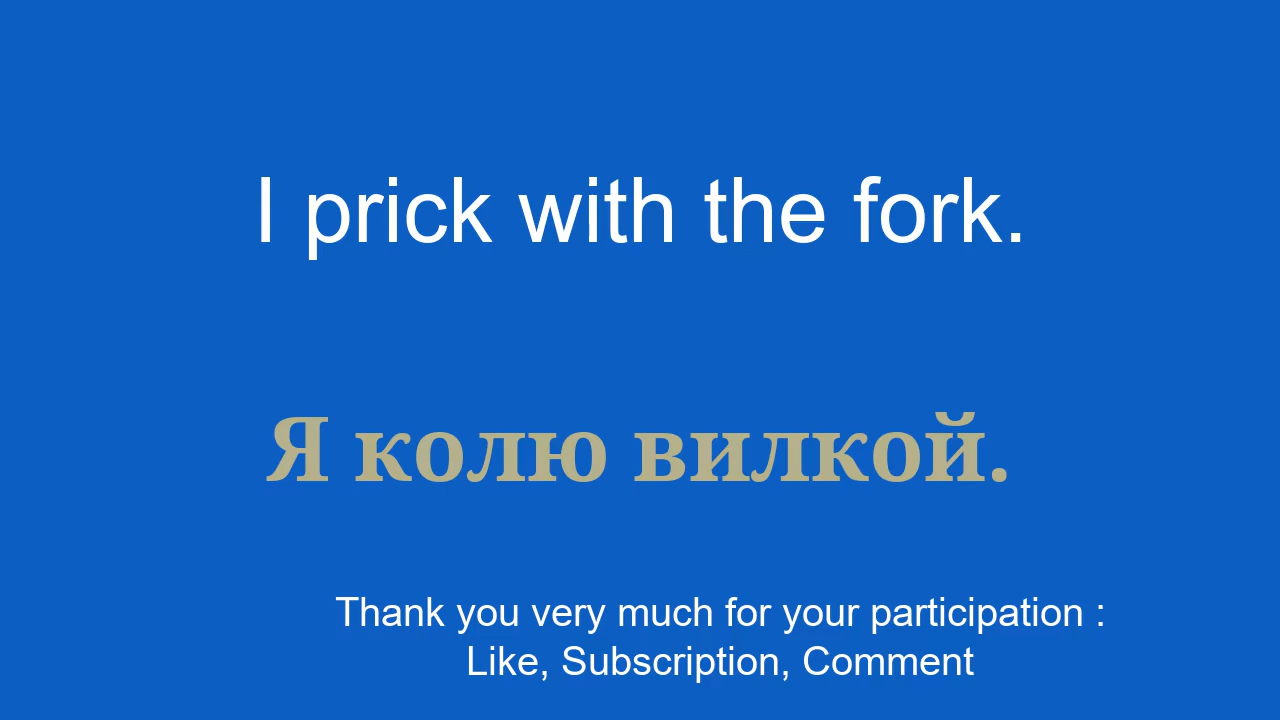 I prick with the fork.
Я колю вилкой.
Thank you very much for your participation :
Like, Subscription, Comment